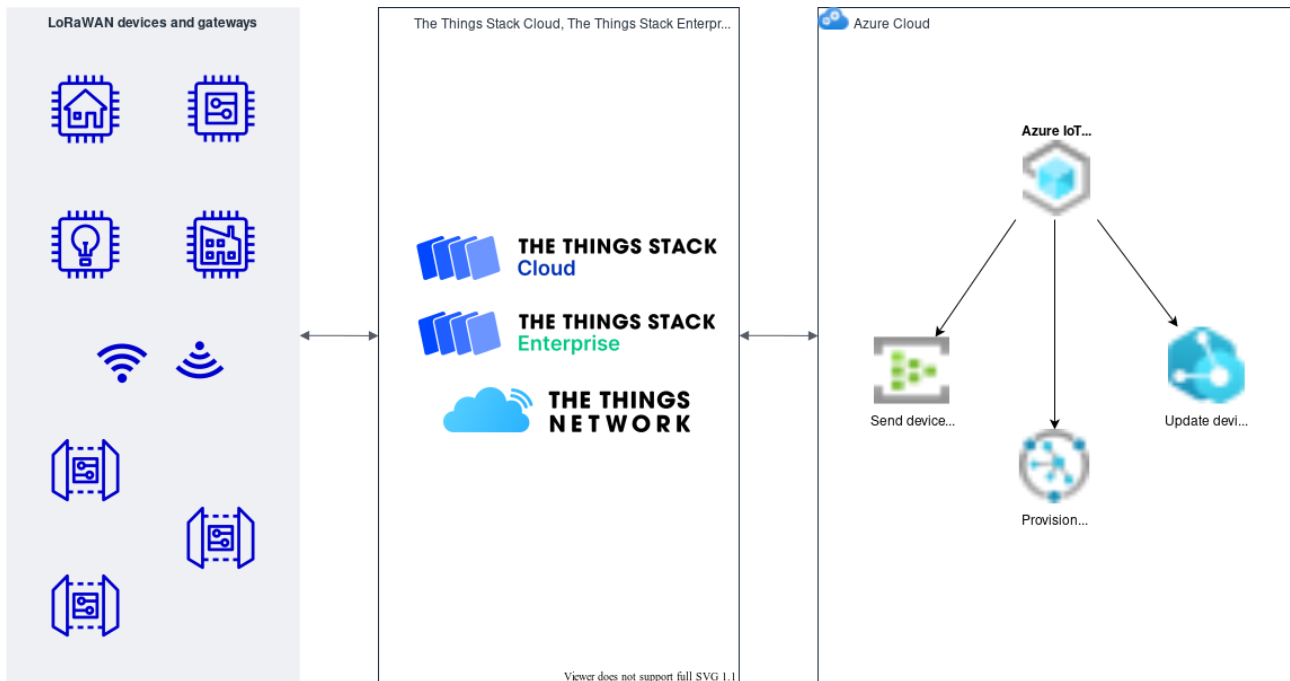 LoRaWAN devices and gateways
The Things Stack Cloud, The Things Stack Enterpr...
Azure Cloud
Azure IoT...
THE THINGS STACK
Cloud
THE THINGS STACK
Enterprise
THE THINGS
NETWORK
Send device...
Update devi...
Provision...
Viewer does not support full SVG 1.1